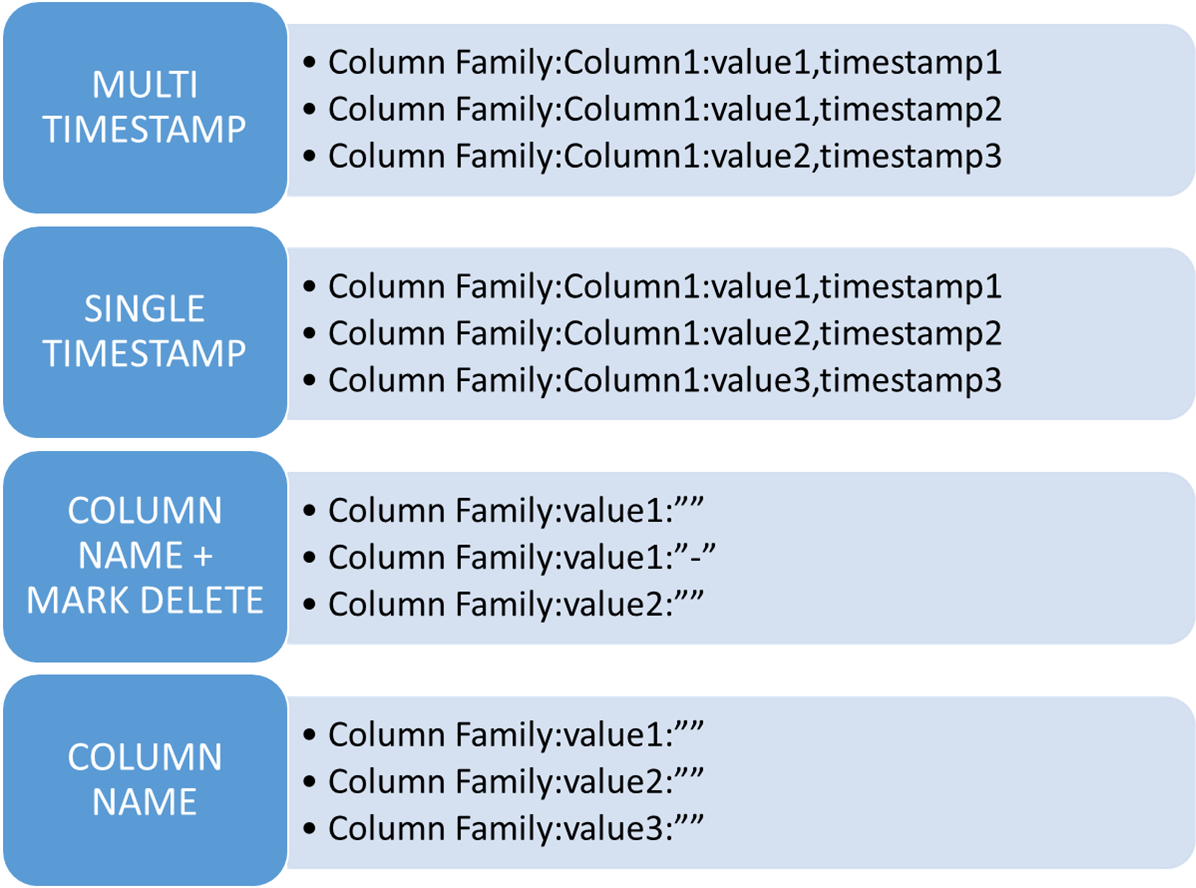 MULTI
TIMESTAMP
• Column Family:Column1:value1,timestamp1
• Column Family:Column1:value1,timestamp2
• Column Family:Column1:value2,timestamp3
SINGLE
TIMESTAMP
• Column Family:Column1:value1,timestamp1
• Column Family:Column1:value2,timestamp2
• Column Family:Column1:value3,timestamp3
COLUMN
NAME +
MARK DELETE
• Column Family:value1:””
• Column Family:value1:”-”
• Column Family:value2:””
COLUMN
NAME
• Column Family:value1:””
• Column Family:value2:””
• Column Family:value3:””